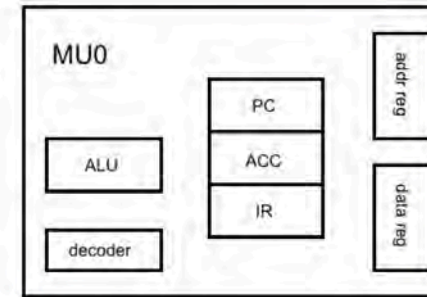 MU0
addr reg
PC
ALU
ACC
IR
data reg
decoder